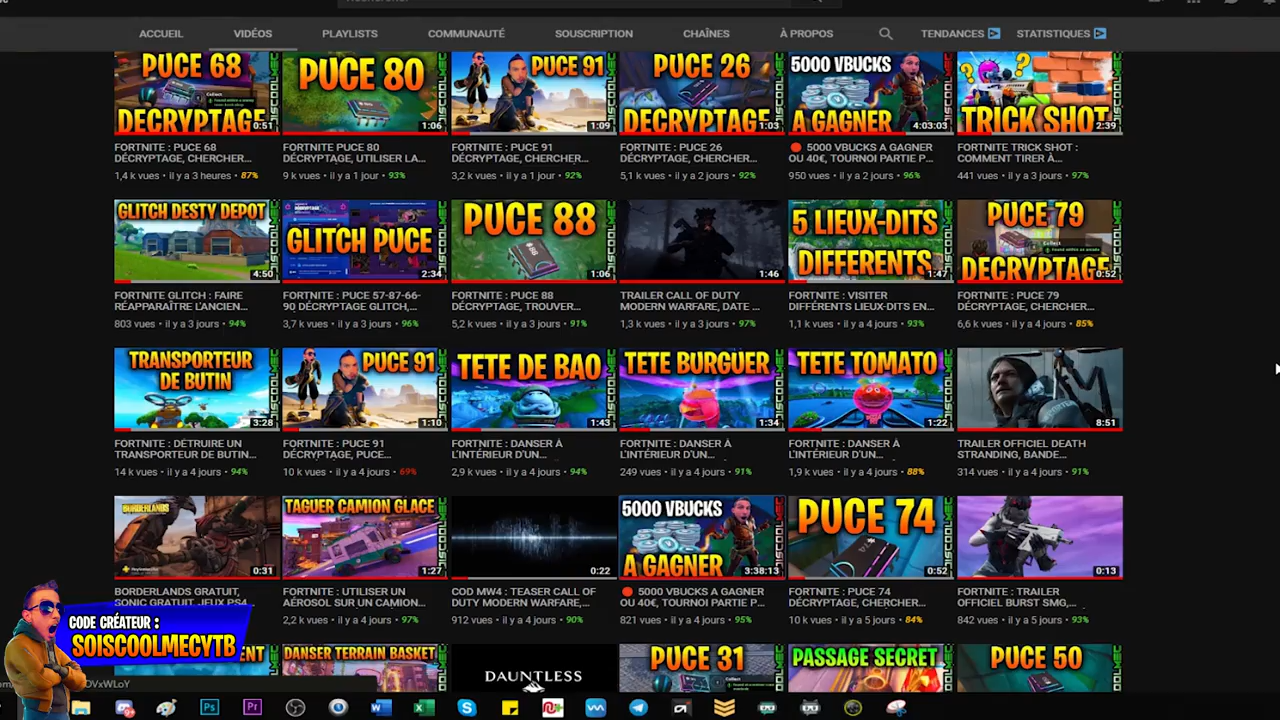 ACCUEIL VIDÉOS PLAYLISTS COMMUNAUTÉ SOUSCRIPTION CHAÎNES À PROPOS TENDANCES STATISTIQUES
PUCE 68
DECRYPTAGE
0:51
PUCE 80
1:06
PUCE 91
1:09
PUCE 26
DECRYPTAGE
1:03
5000 VBUCKS
A GAGNER
4:03:03
TRICK SHOT
2:39
FORTNITE : PUCE 68
DÉCRYPTAGE, CHERCHER...
1,4 k vues • il y a 3 heures • 87%
FORTNITE PUCE 80
DÉCRYPTAGE, UTILISER LA...
9 k vues • il y a 1 jour • 93%
FORTNITE : PUCE 91
DÉCRYPTAGE, CHERCHER...
3,2 k vues • il y a 1 jour • 92%
FORTNITE : PUCE 26
DÉCRYPTAGE, CHERCHER...
5,1 k vues • il y a 2 jours • 92%
5000 VBUCKS A GAGNER
OU 40€, TOURNOI PARTIE P...
950 vues • il y a 2 jours • 96%
FORTNITE TRICK SHOT :
COMMENT TIRER À...
441 vues • il y a 3 jours • 97%
GLITCH DESTY DEPOT
4:50
GLITCH PUCE
2:34
PUCE 88
1:06
1:46
5 LIEUX-DITS
DIFFERENTS
1:47
PUCE 79
Collect
DECRYPTAGE
0:52
FORTNITE GLITCH : FAIRE
RÉAPPARAÎTRE L'ANCIEN...
803 vues • il y a 3 jours • 94%
FORTNITE : PUCE 57-87-66-
90 DÉCRYPTAGE GLITCH,...
3,7 k vues • il y a 3 jours • 96%
FORTNITE : PUCE 88
DÉCRYPTAGE, TROUVER...
5,2 k vues • il y a 3 jours • 91%
TRAILER CALL OF DUTY
MODERN WARFARE, DATE ...
1,3 k vues • il y a 3 jours • 97%
FORTNITE : VISITER
DIFFÉRENTS LIEUX-DITS EN...
1,1 k vues • il y a 4 jours • 93%
FORTNITE : PUCE 79
DÉCRYPTAGE, CHERCHER...
6,6 k vues • il y a 4 jours • 85%
TRANSPORTEUR
DE BUTIN
3:28
PUCE 91
1:10
TETE DE BAO
1:43
TETE BURGUER
1:34
TETE TOMATO
1:22
8:51
FORTNITE : DÉTRUIRE UN
TRANSPORTEUR DE BUTIN...
14 k vues • il y a 4 jours • 94%
FORTNITE : PUCE 91
DÉCRYPTAGE, PUCE...
10 k vues • il y a 4 jours • 69%
FORTNITE : DANSER À
L'INTÉRIEUR D'UN...
2,9 k vues • il y a 4 jours • 94%
FORTNITE : DANSER À
L'INTÉRIEUR D'UN...
249 vues • il y a 4 jours • 91%
FORTNITE : DANSER À
L'INTÉRIEUR D'UN...
1,9 k vues • il y a 4 jours • 88%
TRAILER OFFICIEL DEATH
STRANDING, BANDE...
314 vues • il y a 4 jours • 91%
BORDERLANDS
0:31
TAGUER CAMION GLACE
1:27
0:22
5000 VBUCKS
A GAGNER
3:38:13
PUCE 74
0:52
0:13
BORDERLANDS GRATUIT,
SONIC GRATUIT, JEUX PS4
FORTNITE : UTILISER UN
AÉROSOL SUR UN CAMION...
2,2 k vues • il y a 4 jours • 97%
COD MW4 : TEASER CALL OF
DUTY MODERN WARFARE,...
912 vues • il y a 4 jours • 90%
5000 VBUCKS A GAGNER
OU 40€, TOURNOI PARTIE P...
821 vues • il y a 4 jours • 95%
FORTNITE : PUCE 74
DÉCRYPTAGE, CHERCHER...
10 k vues • il y a 5 jours • 84%
FORTNITE : TRAILER
OFFICIEL BURST SMG,...
842 vues • il y a 5 jours • 93%
CODE CRÉATEUR :
SOISCOOLMECYTB
DANSER TERRAIN BASKET
DAUNTLESS
PUCE 31
PASSAGE SECRET
PUCE 50